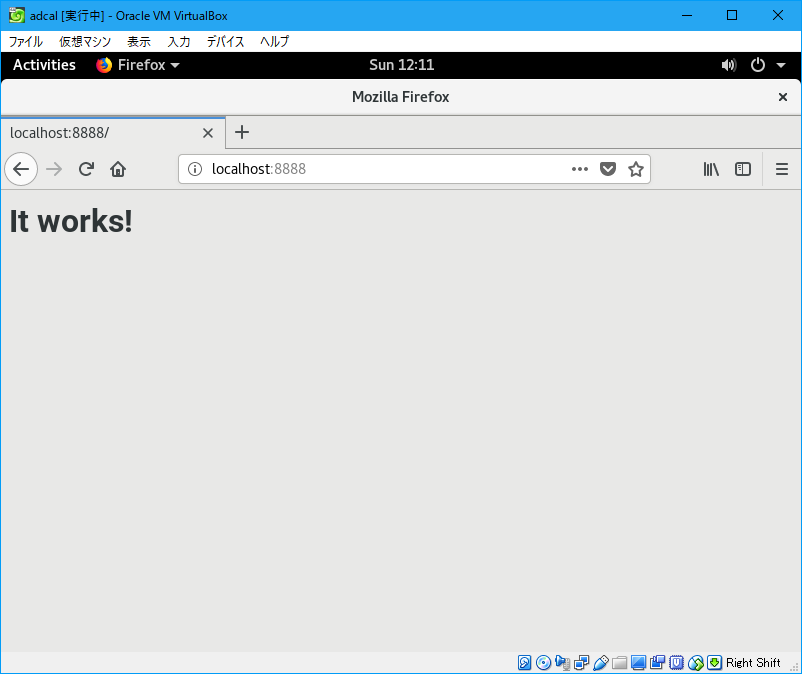 adcal [実行中] - Oracle VM VirtualBox
ファイル 仮想マシン 表示 入力 デバイス ヘルプ
Activities Firefox Sun 12:11
Mozilla Firefox
localhost:8888/
localhost:8888
It works!
Right Shift